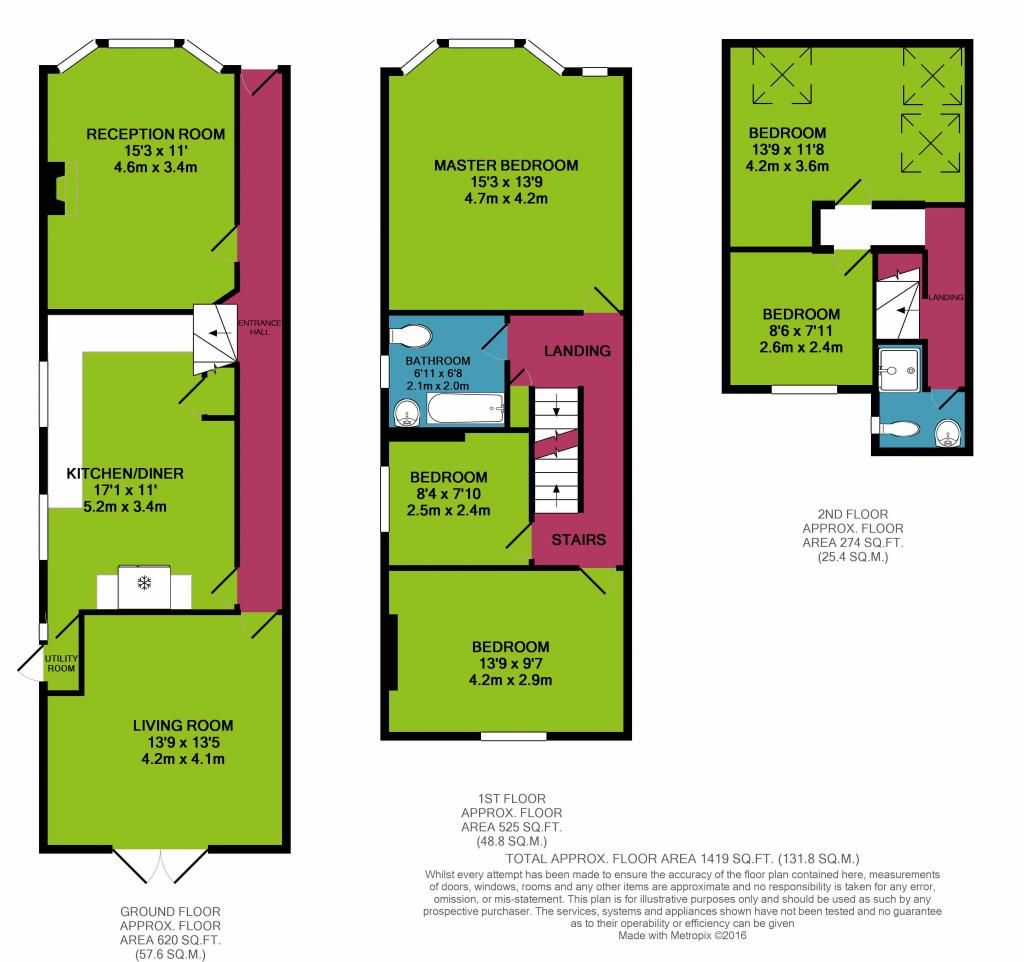 RECEPTION ROOM
15'3 x 11'
4.6m x 3.4m
ENTRANCE
HALL
KITCHEN/DINER
17'1 x 11'
5.2m x 3.4m
UTILITY
ROOM
LIVING ROOM
13'9 x 13'5
4.2m x 4.1m
GROUND FLOOR
APPROX. FLOOR
AREA 620 SQ.FT.
(57.6 SQ.M.)
MASTER BEDROOM
15'3 x 13'9
4.7m x 4.2m
BATHROOM
6'11 x 6'8
2.1m x 2.0m
LANDING
BEDROOM
8'4 x 7'10
2.5m x 2.4m
STAIRS
BEDROOM
13'9 x 9'7
4.2m x 2.9m
1ST FLOOR
APPROX. FLOOR
AREA 525 SQ.FT.
(48.8 SQ.M.)
BEDROOM
13'9 x 11'8
4.2m x 3.6m
LANDING
BEDROOM
8'6 x 7'11
2.6m x 2.4m
2ND FLOOR
APPROX. FLOOR
AREA 274 SQ.FT.
(25.4 SQ.M.)
TOTAL APPROX. FLOOR AREA 1419 SQ.FT. (131.8 SQ.M.)
Whilst every attempt has been made to ensure the accuracy of the floor plan contained here, measurements
of doors, windows, rooms and any other items are approximate and no responsibility is taken for any error,
omission, or mis-statement. This plan is for illustrative purposes only and should be used as such by any
prospective purchaser. The services, systems and appliances shown have not been tested and no guarantee
as to their operability or efficiency can be given
Made with Metropix ©2016